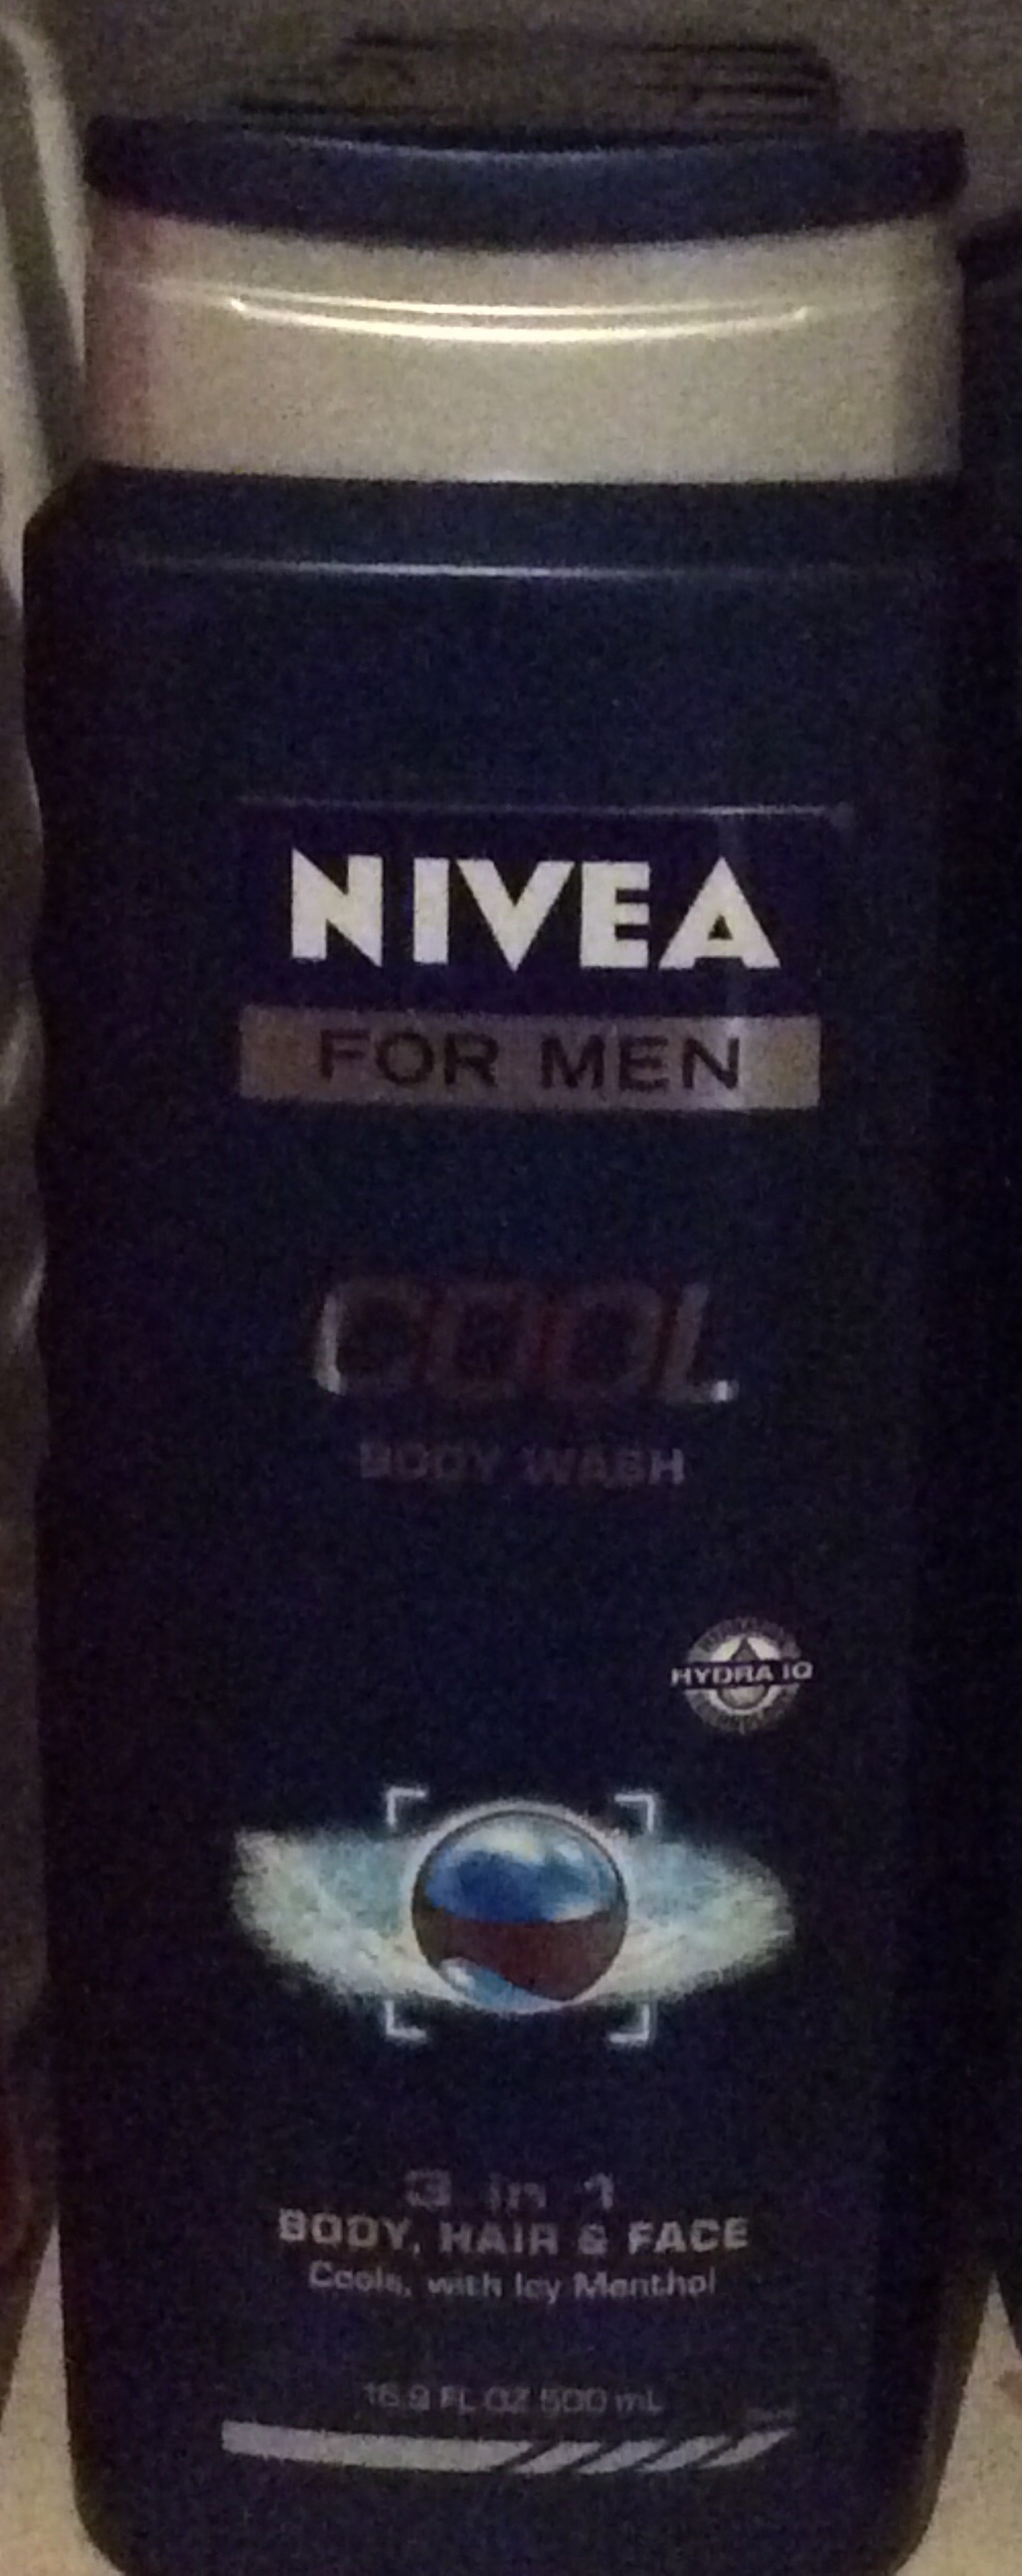 NIVEA
FOR MEN
COOL
BODY WASH
HYDRA IQ
3 in 1
BODY, HAIR & FACE
Cools, with Icy Menthol
16.9 FL OZ 500 mL